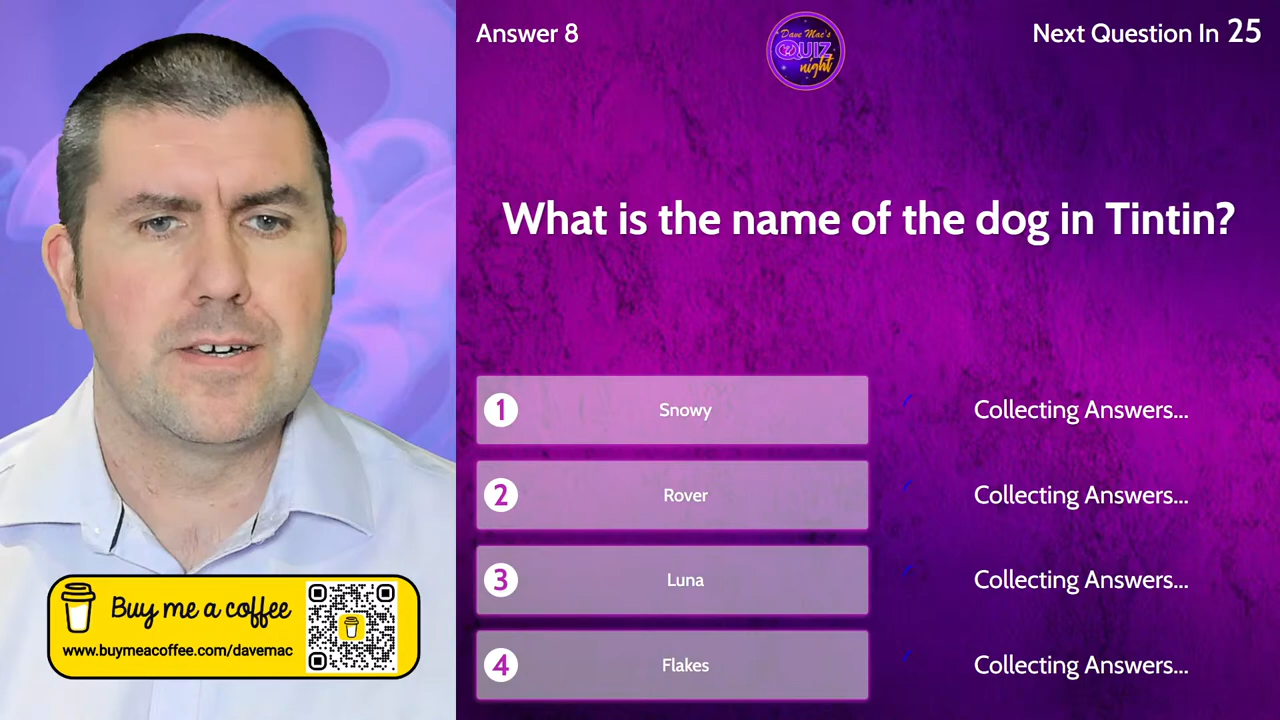 Answer 8
Dave Mac's
QUIZ
night
Next Question In 25
What is the name of the dog in Tintin?
1 Snowy Collecting Answers...
2 Rover Collecting Answers...
3 Luna Collecting Answers...
4 Flakes Collecting Answers...
Buy me a coffee
www.buymeacoffee.com/davemac